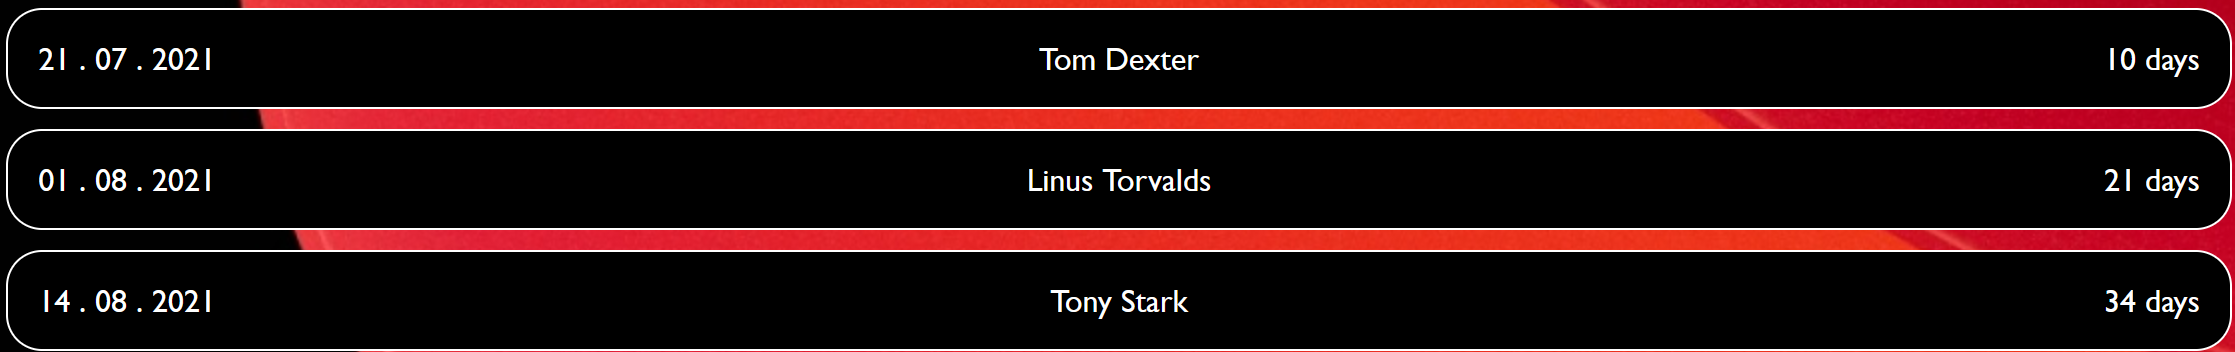 21 . 07 . 2021 Tom Dexter 10 days
01 . 08 . 2021 Linus Torvalds 21 days
14 . 08 . 2021 Tony Stark 34 days